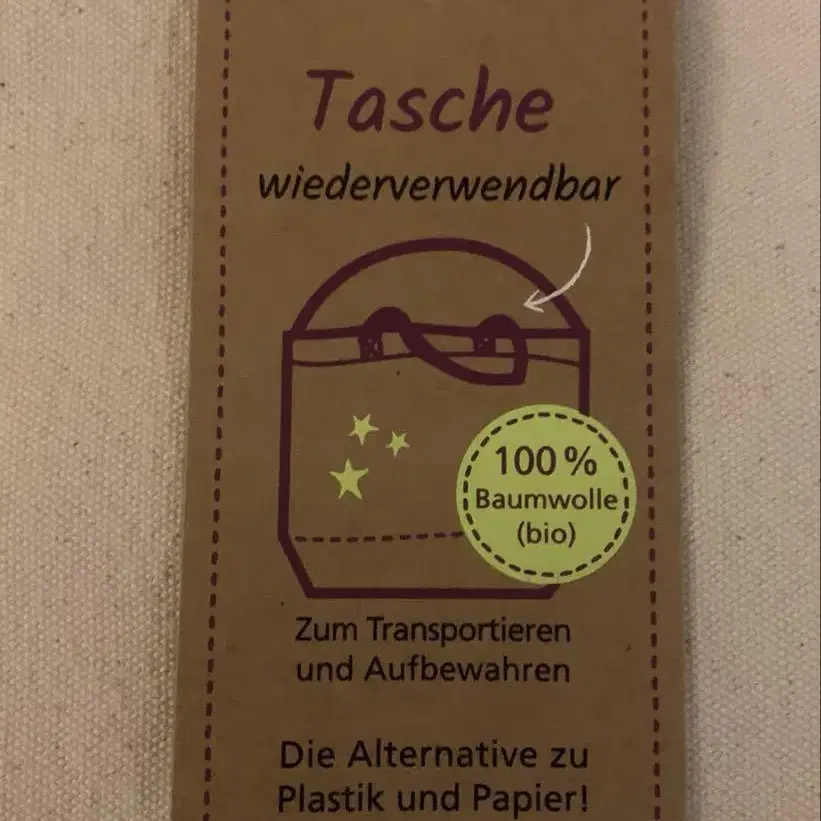 Tasche
wiederverwendbar
100 %
Baumwolle
(bio)
Zum Transportieren
und Aufbewahren
Die Alternative zu
Plastik und Papier!